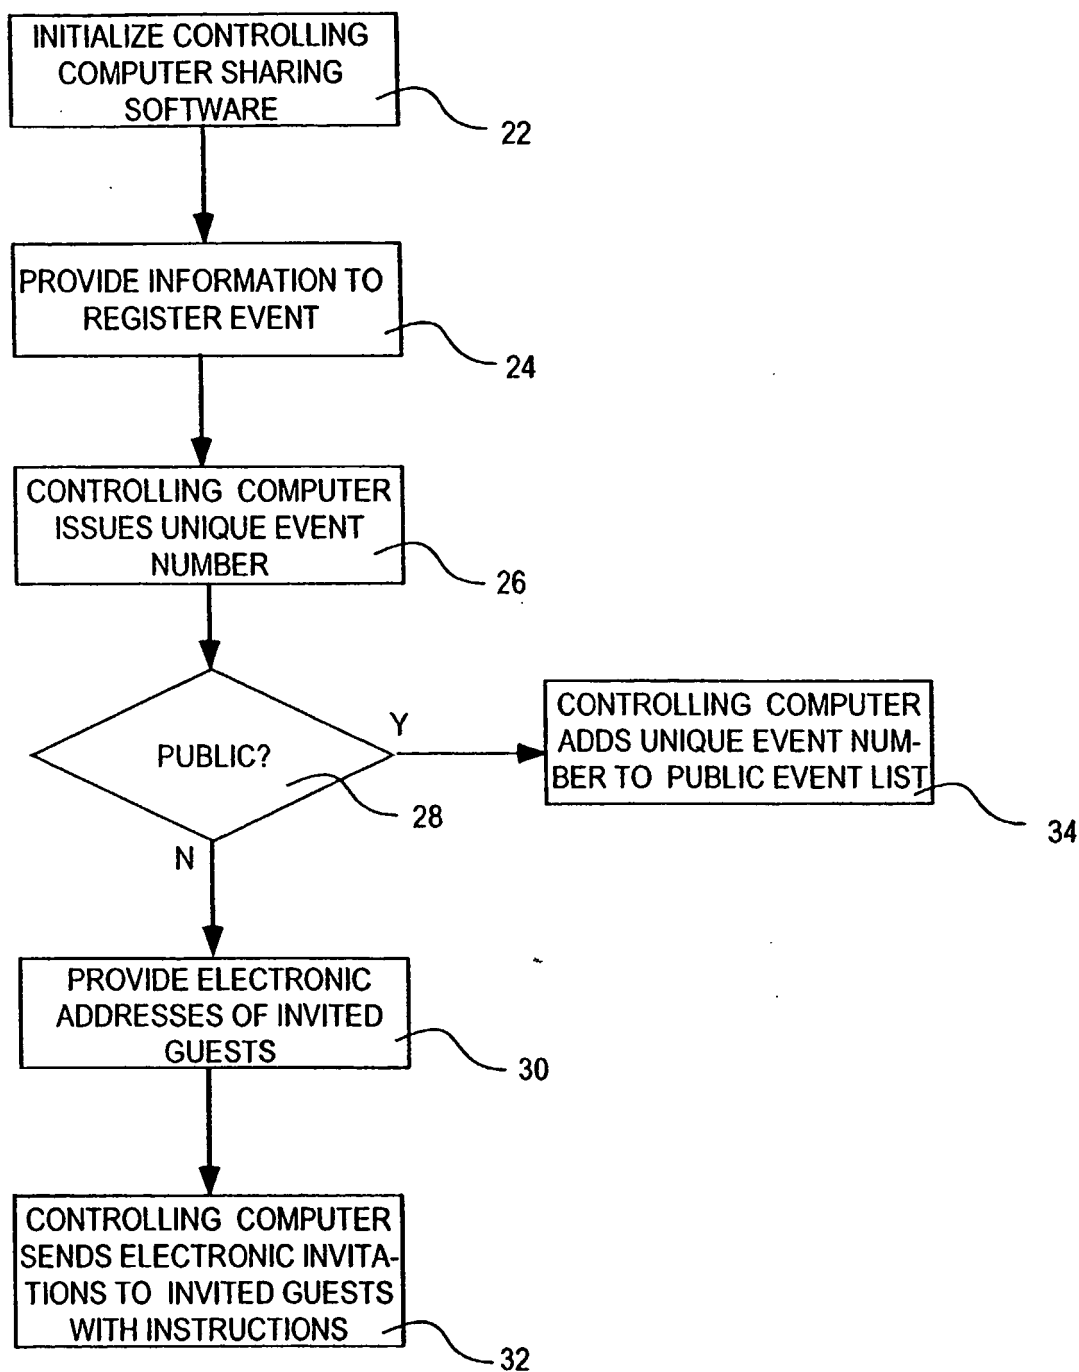 INITIALIZE CONTROLLING
COMPUTER SHARING
SOFTWARE
22
PROVIDE INFORMATION TO
REGISTER EVENT
24
CONTROLLING COMPUTER
ISSUES UNIQUE EVENT
NUMBER
26
PUBLIC?
28
Y
N
CONTROLLING COMPUTER
ADDS UNIQUE EVENT NUM-
BER TO PUBLIC EVENT LIST
34
PROVIDE ELECTRONIC
ADDRESSES OF INVITED
GUESTS
30
CONTROLLING COMPUTER
SENDS ELECTRONIC INVITA-
TIONS TO INVITED GUESTS
WITH INSTRUCTIONS
32